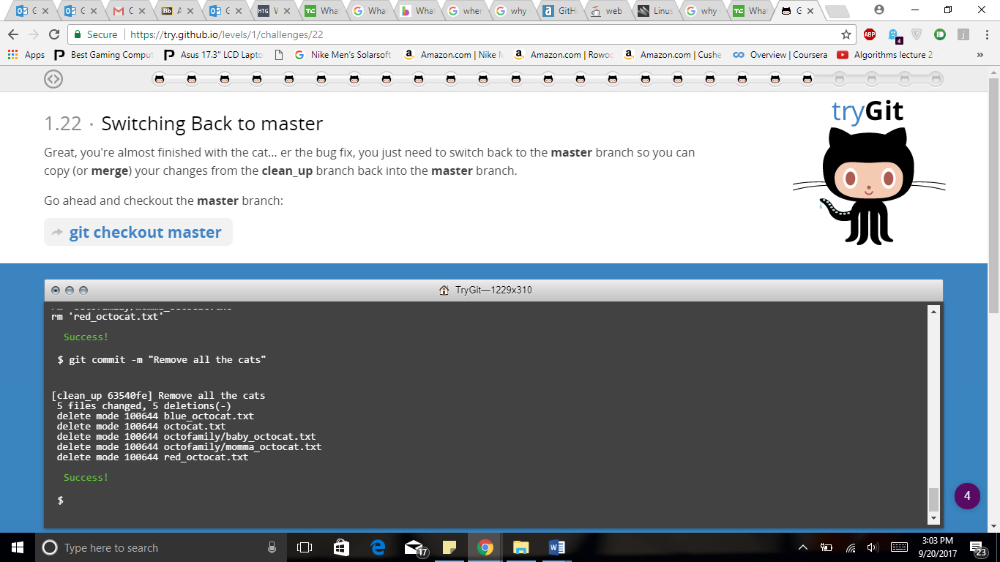 G
G
G
A
G
HTG
W
TC
What
G
What
b
What
G
wher
G
why
a
GitH
web
Linus
G
why
TC
What
G
Secure
https://try.github.io/levels/1/challenges/22
ABP
4
j
Apps
Best Gaming Comput
Asus 17.3" LCD Lapto
Nike Men's Solarsoft
Amazon.com | Nike
Amazon.com | Rowo
Amazon.com | Cushe
Overview | Coursera
Algorithms lecture 2
»
1.22 · Switching Back to master
tryGit
Great, you're almost finished with the cat... er the bug fix, you just need to switch back to the master branch so you can
copy (or merge) your changes from the clean_up branch back into the master branch.
Go ahead and checkout the master branch:
git checkout master
TryGit—1229x310
rm 'red_octocat.txt'
Success!
$ git commit -m "Remove all the cats"
[clean_up 63540fe] Remove all the cats
5 files changed, 5 deletions(-)
delete mode 100644 blue_octocat.txt
delete mode 100644 octocat.txt
delete mode 100644 octofamily/baby_octocat.txt
delete mode 100644 octofamily/momma_octocat.txt
delete mode 100644 red_octocat.txt
Success!
$
4
Type here to search
17
3:03 PM
9/20/2017
23